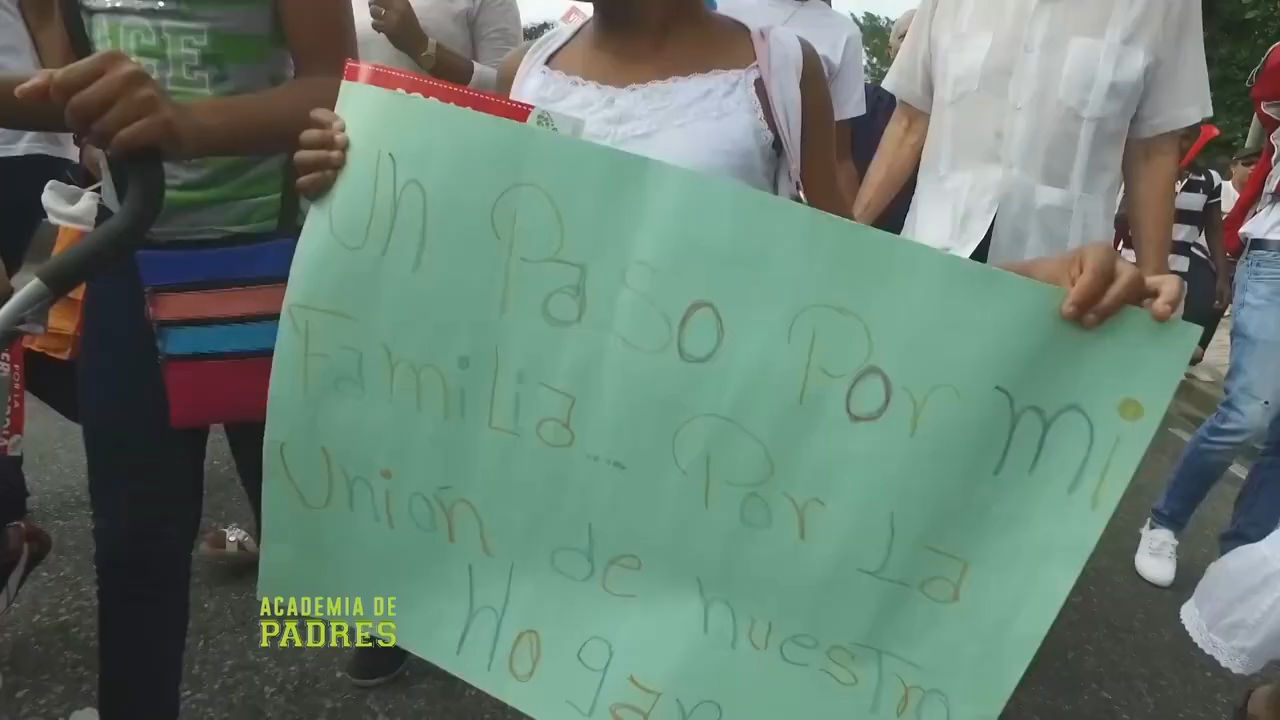 Un Paso Por mi
Familia... Por La
Unión de nuestro
Hogar
ACADEMIA DE
PADRES